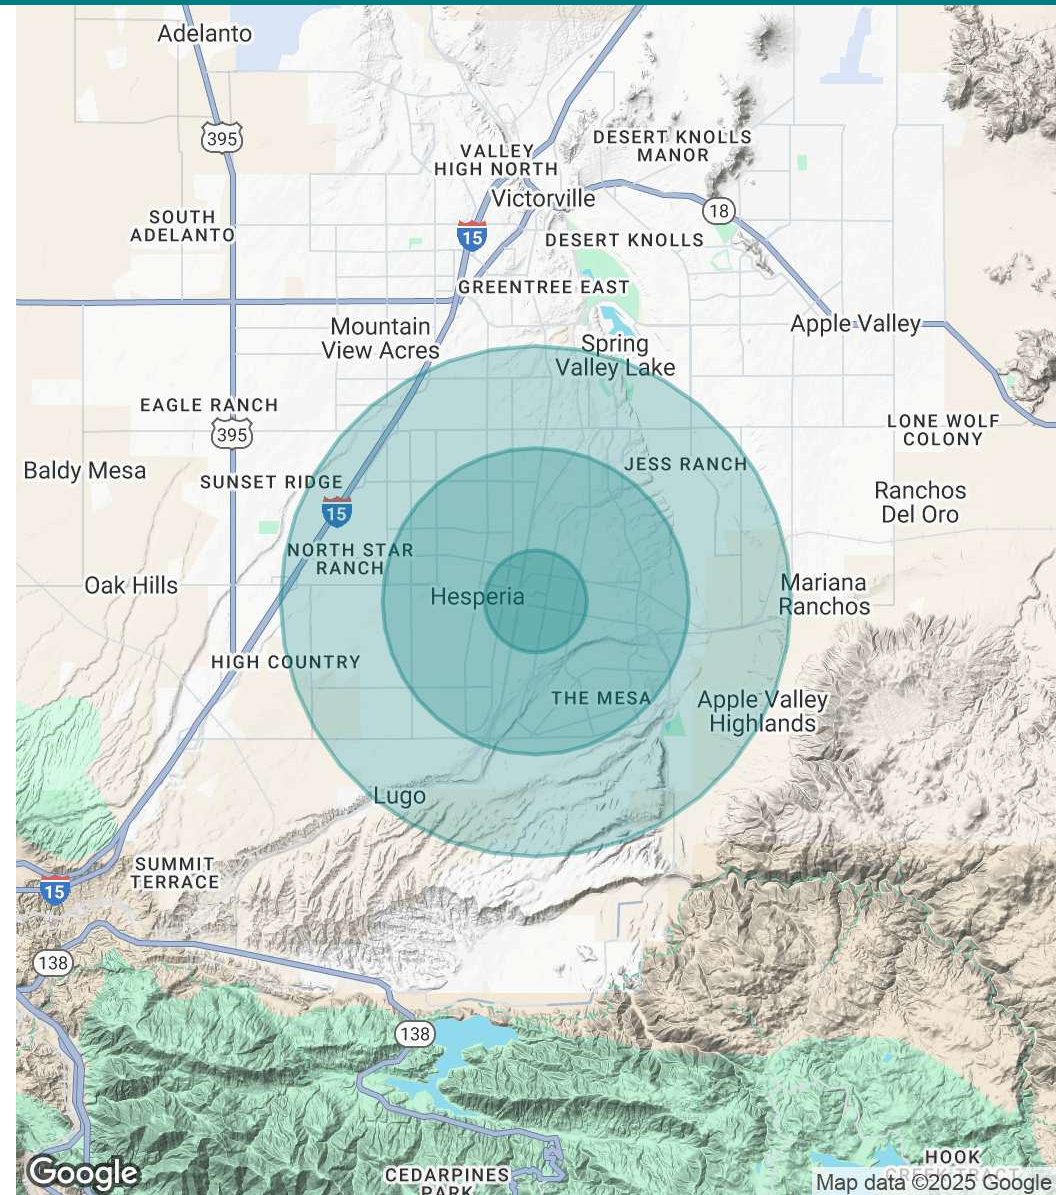 Adelanto
395
VALLEY
HIGH NORTH
DESERT KNOLLS
MANOR
Victorville
18
SOUTH
ADELANTO
15
DESERT KNOLLS
GREENTREE EAST
Mountain
View Acres
Spring
Valley Lake
Apple Valley
EAGLE RANCH
395
LONE WOLF
COLONY
Baldy Mesa
SUNSET RIDGE
JESS RANCH
Ranchos
Del Oro
15
NORTH STAR
RANCH
Oak Hills
Hesperia
Mariana
Ranchos
HIGH COUNTRY
THE MESA
Apple Valley
Highlands
Lugo
SUMMIT
TERRACE
15
138
138
HOOK
CREEK TRACT
CEDARPINES
PARK
Google
Map data ©2025 Google